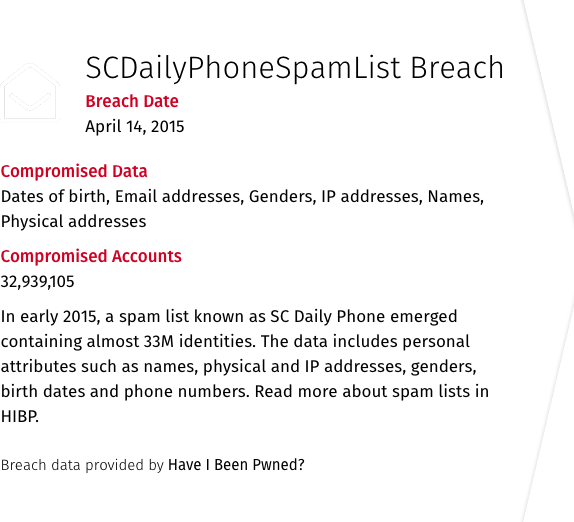 SCDailyPhoneSpamList Breach
Breach Date
April 14, 2015
Compromised Data
Dates of birth, Email addresses, Genders, IP addresses, Names,
Physical addresses
Compromised Accounts
32,939,105
In early 2015, a spam list known as SC Daily Phone emerged
containing almost 33M identities. The data includes personal
attributes such as names, physical and IP addresses, genders,
birth dates and phone numbers. Read more about spam lists in
HIBP.
Breach data provided by Have I Been Pwned?